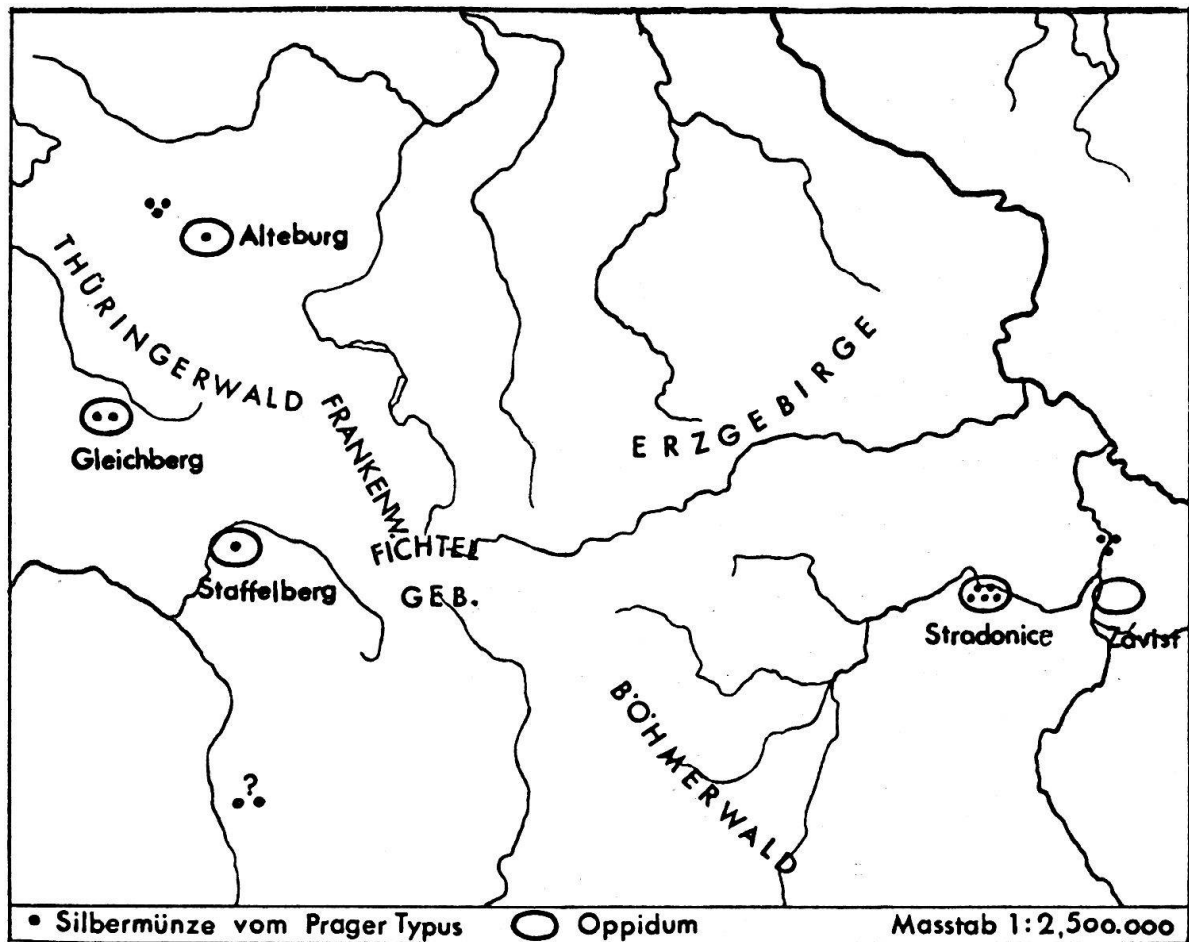 Alteburg
THÜRINGERWALD
FRANKENW.
ERZGEBIRGE
Gleichberg
FICHTEL
GEB.
Staffelberg
Stradonice
Závist
BÖHMERWALD
?
• Silbermünze vom Prager Typus Oppidum Masstab 1:2,500.000